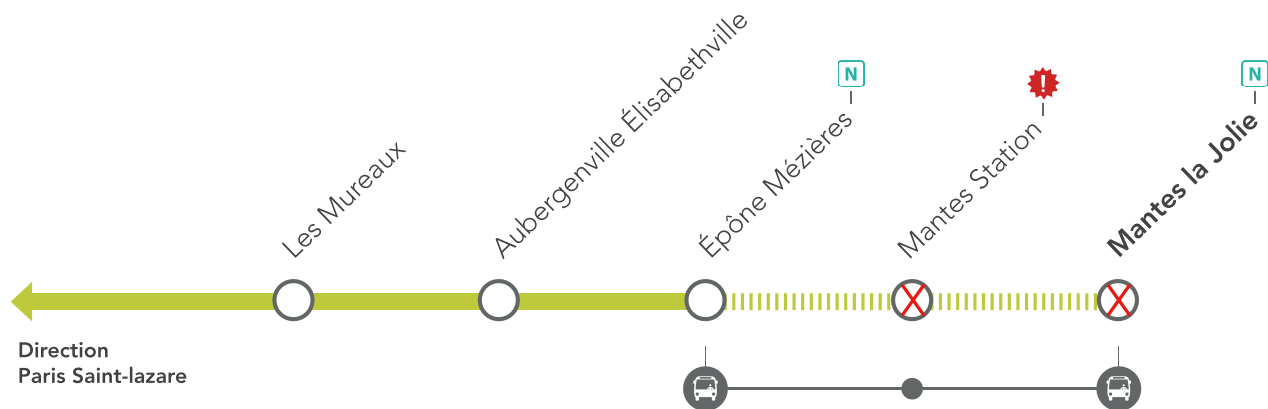 Les Mureaux
Aubergenville Élisabethville
Épône Mézières
N
Mantes Station
!
Mantes la Jolie
N
Direction
Paris Saint-lazare